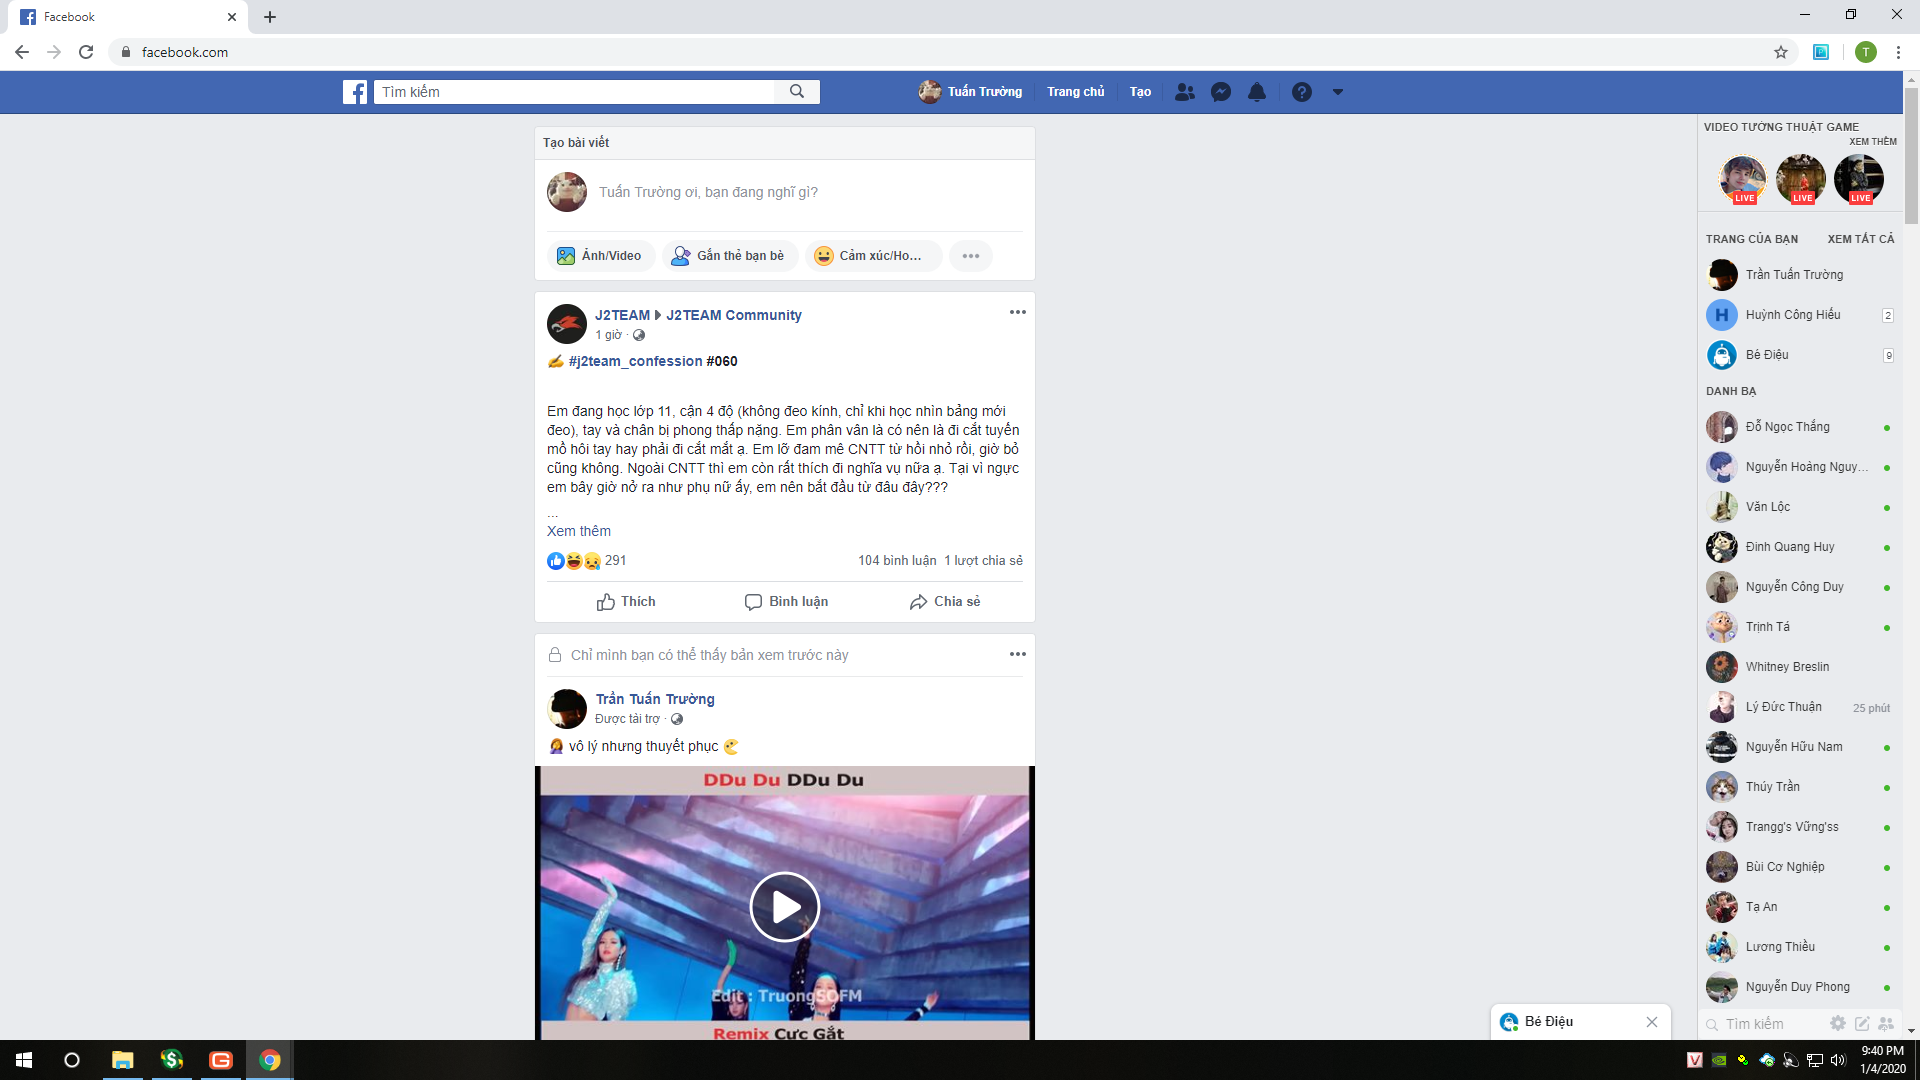 Facebook
facebook.com
T
Tìm kiếm
Tuấn Trường
Trang chủ
Tạo
Tạo bài viết
Tuấn Trường ơi, bạn đang nghĩ gì?
Ảnh/Video
Gắn thẻ bạn bè
Cảm xúc/Ho...
J2TEAM J2TEAM Community
1 giờ ·
#j2team_confession #060
Em đang học lớp 11, cận 4 độ (không đeo kính, chỉ khi học nhìn bảng mới
đeo), tay và chân bị phong thấp nặng. Em phân vân là có nên là đi cắt tuyến
mồ hôi tay hay phải đi cắt mắt ạ. Em lỡ đam mê CNTT từ hồi nhỏ rồi, giờ bỏ
cũng không. Ngoài CNTT thì em còn rất thích đi nghĩa vụ nữa ạ. Tại vì ngực
em bây giờ nở ra như phụ nữ ấy, em nên bắt đầu từ đâu đây???
...
Xem thêm
291
104 bình luận 1 lượt chia sẻ
Thích
Bình luận
Chia sẻ
Chỉ mình bạn có thể thấy bản xem trước này
Trần Tuấn Trường
Được tài trợ ·
vô lý nhưng thuyết phục
DDu Du DDu Du
Edit : TruongSOFM
Remix Cực Gắt
VIDEO TƯỜNG THUẬT GAME
XEM THÊM
LIVE
LIVE
LIVE
TRANG CỦA BẠN XEM TẤT CẢ
Trần Tuấn Trường
H Huỳnh Công Hiếu 2
Bé Điệu 9
DANH BẠ
Đỗ Ngọc Thắng
Nguyễn Hoàng Nguy...
Văn Lộc
Đinh Quang Huy
Nguyễn Công Duy
Trịnh Tá
Whitney Breslin
Lý Đức Thuận 25 phút
Nguyễn Hữu Nam
Thúy Trần
Trangg's Vững'ss
Bùi Cơ Nghiệp
Tạ An
Lương Thiều
Nguyễn Duy Phong
Tìm kiếm
Bé Điệu
V
9:40 PM
1/4/2020